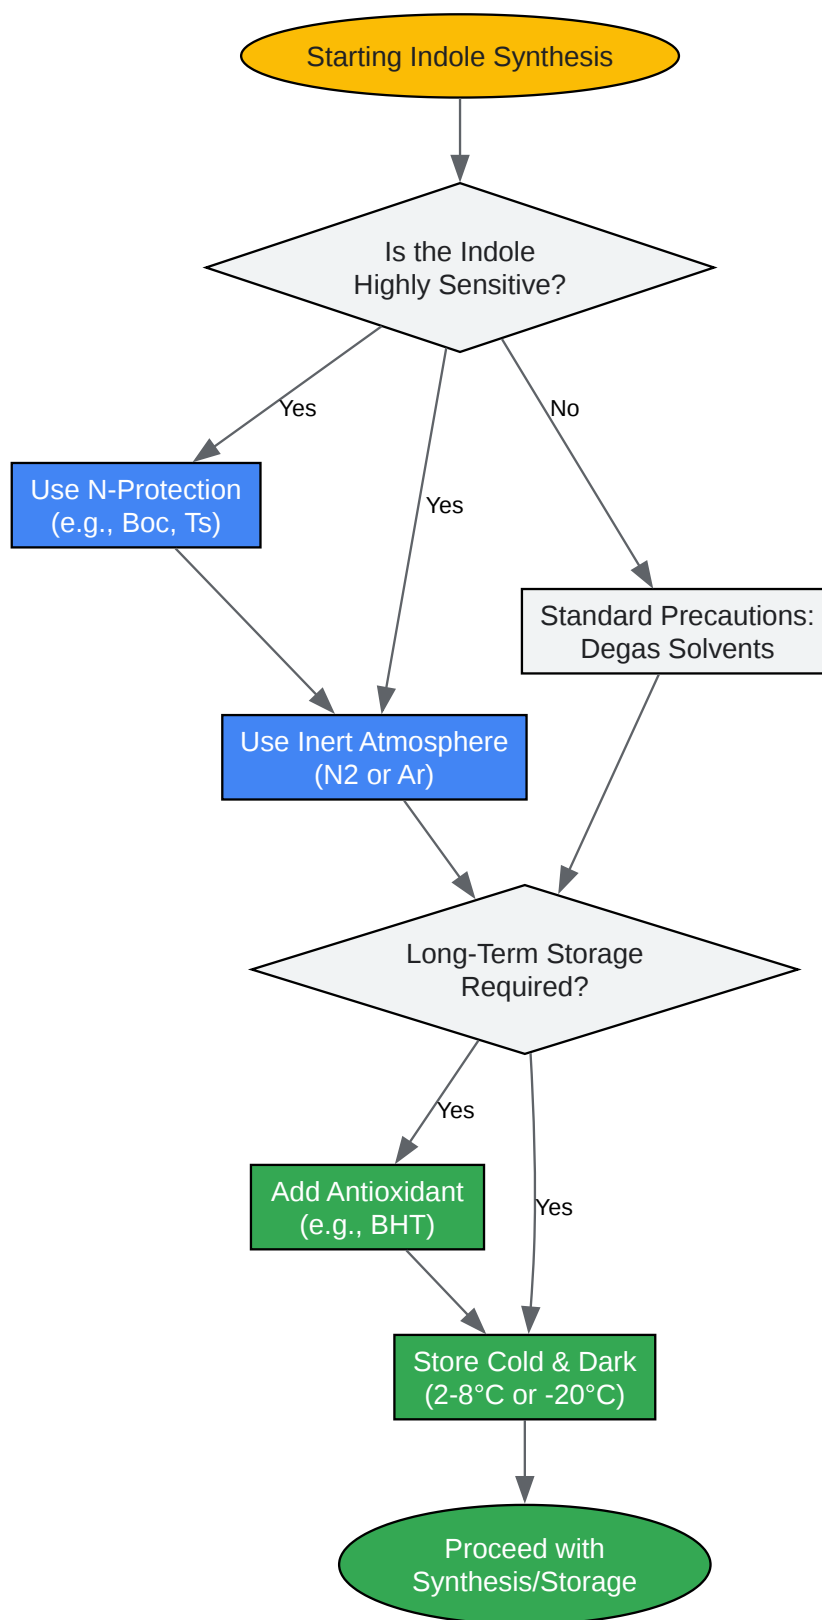 Starting Indole Synthesis
Is the Indole
Highly Sensitive?
Yes
No
Use N-Protection
(e.g., Boc, Ts)
Yes
Standard Precautions:
Degas Solvents
Use Inert Atmosphere
(N2 or Ar)
Long-Term Storage
Required?
Yes
Add Antioxidant
(e.g., BHT)
Yes
Store Cold & Dark
(2-8°C or -20°C)
Proceed with
Synthesis/Storage